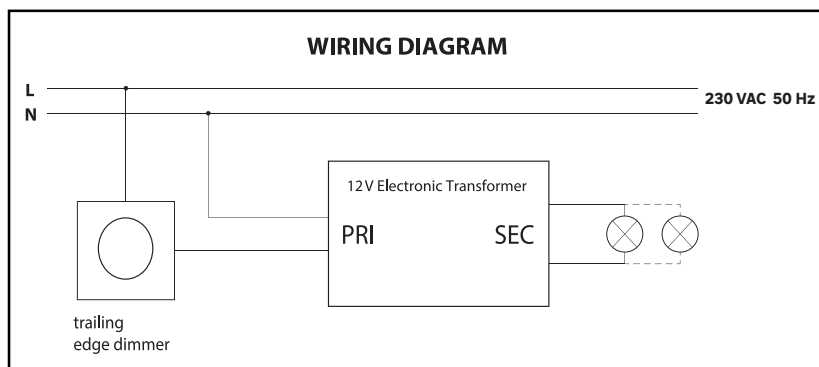 WIRING DIAGRAM
L
N
230 VAC 50 Hz
12V Electronic Transformer
PRI
SEC
trailing
edge dimmer